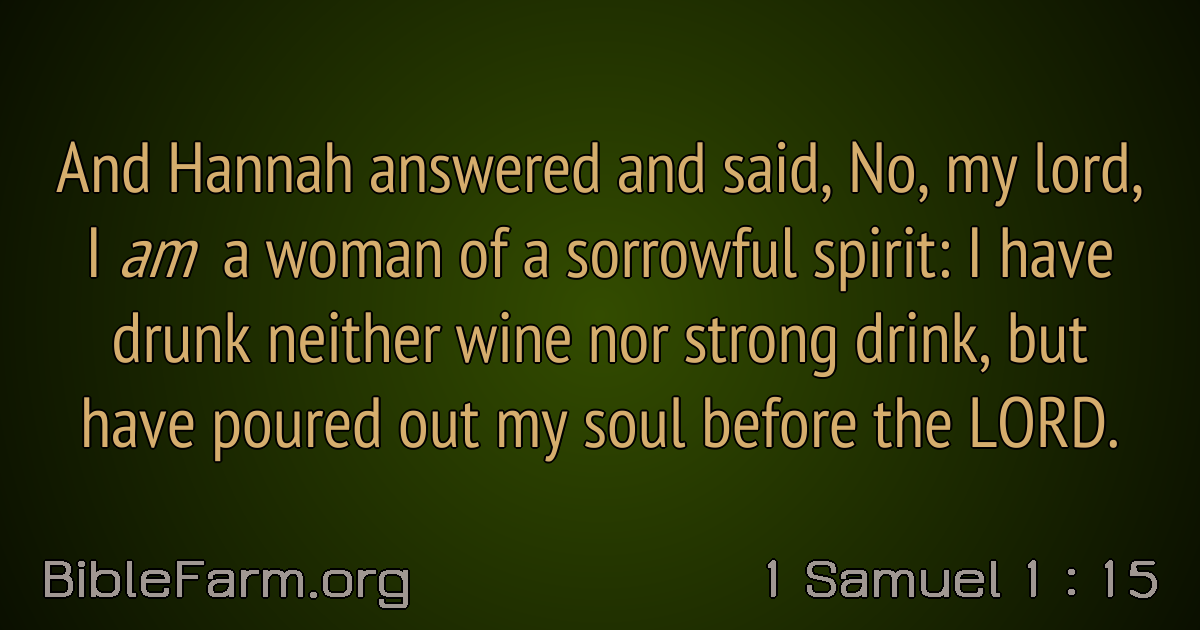 And Hannah answered and said, No, my lord,
I am a woman of a sorrowful spirit: I have
drunk neither wine nor strong drink, but
have poured out my soul before the LORD.
BibleFarm.org
1 Samuel 1 : 15